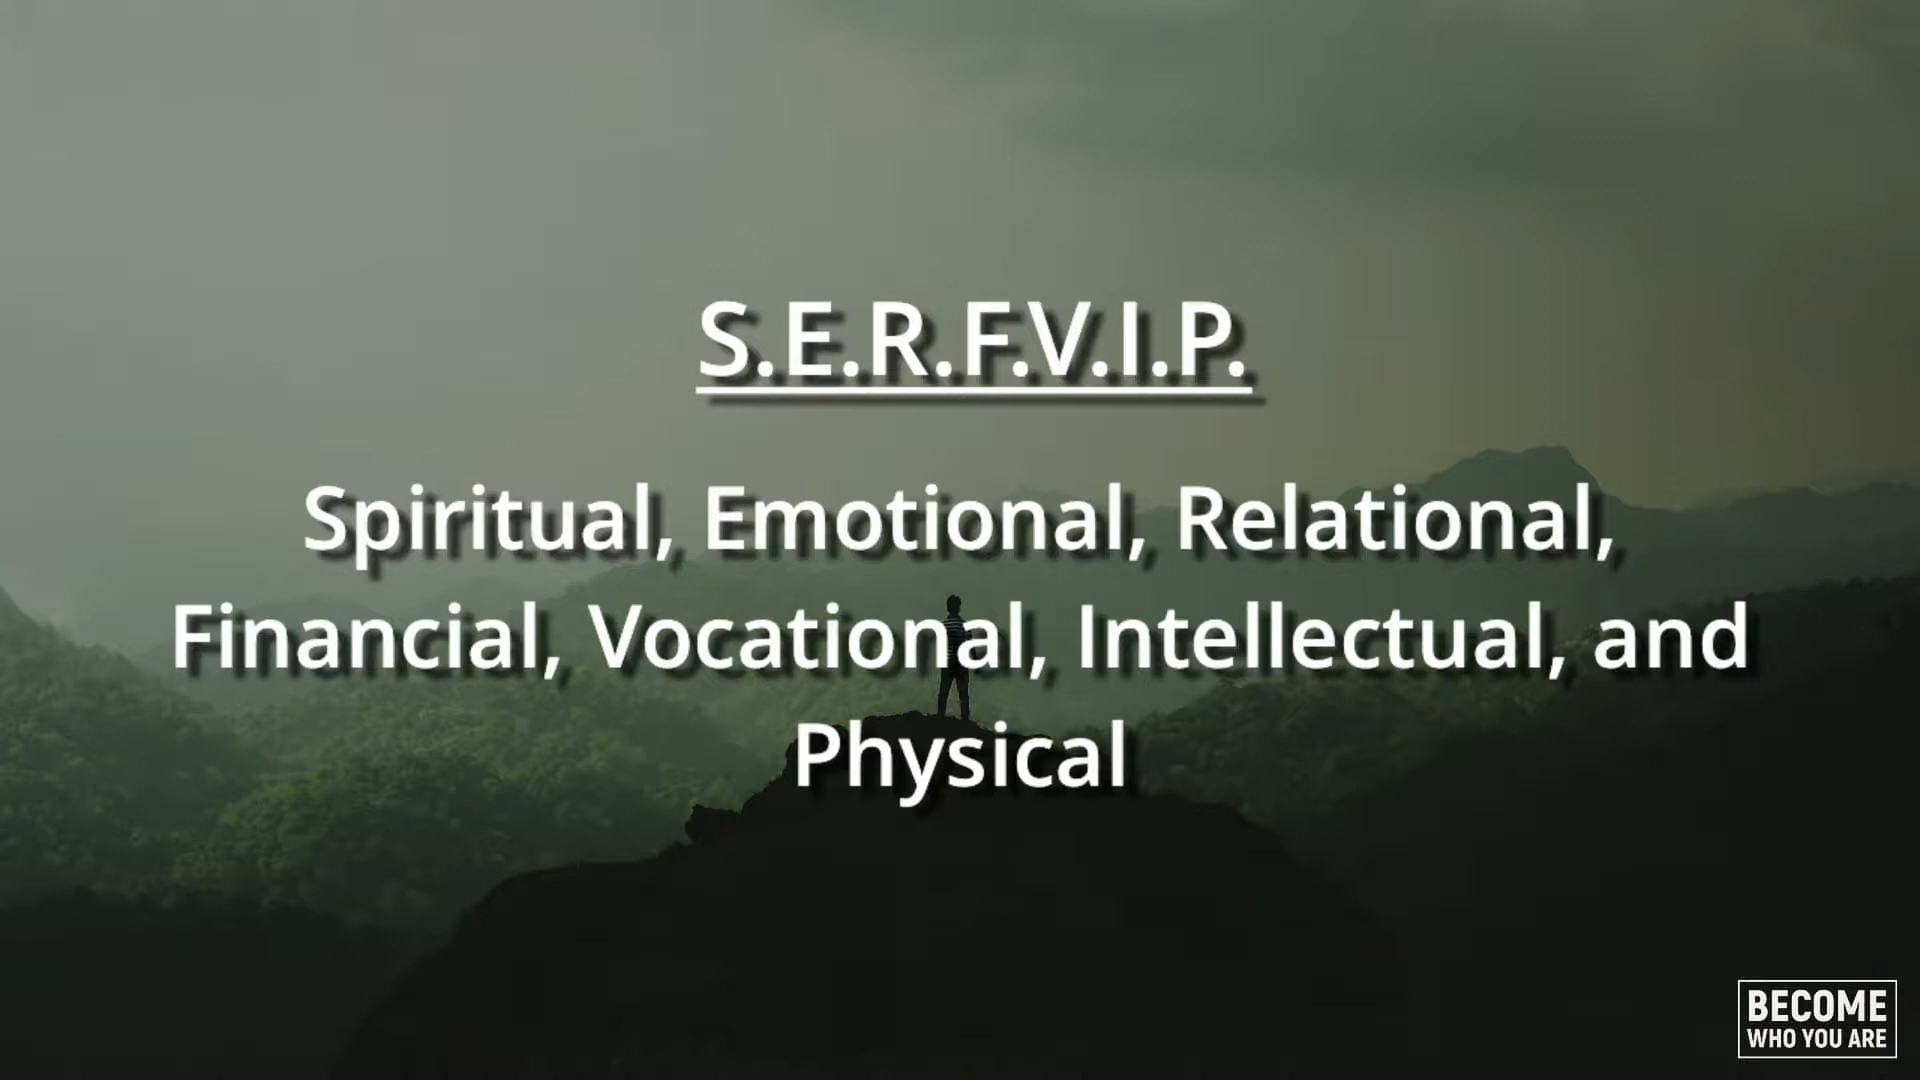 S.E.R.F.V.I.P.
Spiritual, Emotional, Relational,
Financial, Vocational, Intellectual, and
Physical
BECOME
WHO YOU ARE